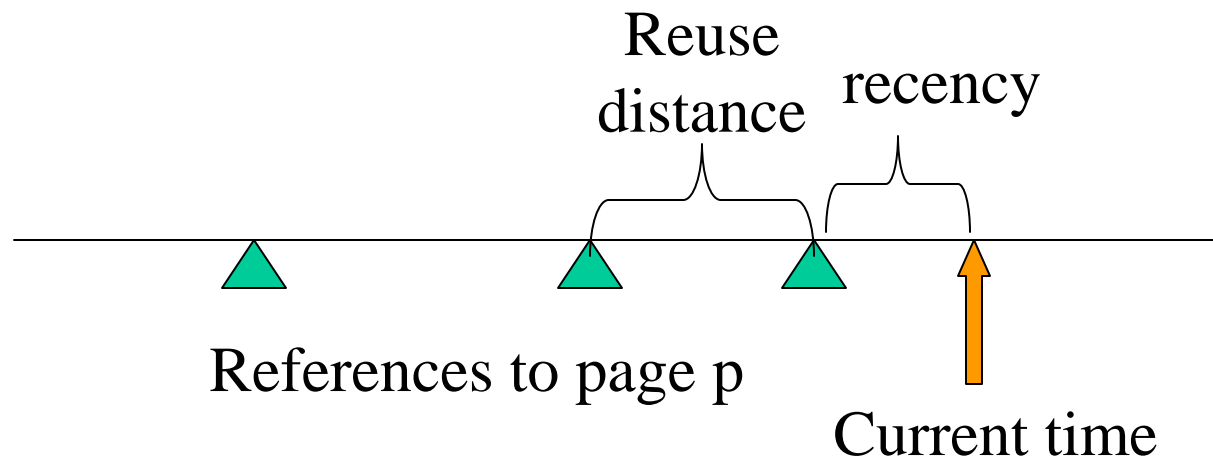 Reuse
distance
recency
References to page p
Current time